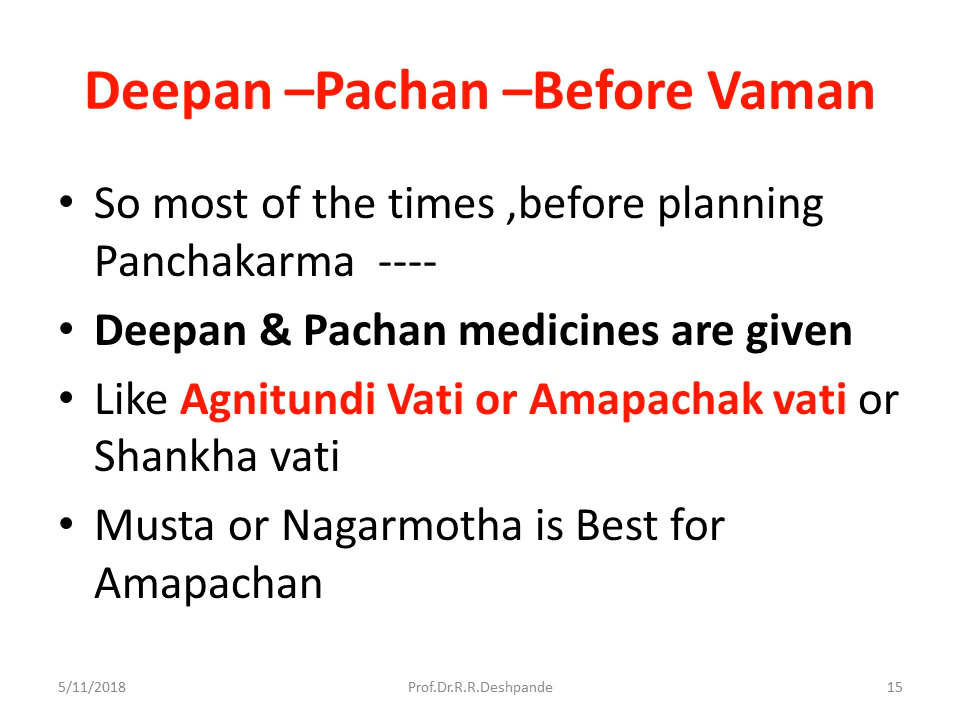 Deepan –Pachan –Before Vaman
• So most of the times ,before planning
Panchakarma ----
• Deepan & Pachan medicines are given
• Like Agnitundi Vati or Amapachak vati or
Shankha vati
• Musta or Nagarmotha is Best for
Amapachan
5/11/2018 Prof.Dr.R.R.Deshpande 15